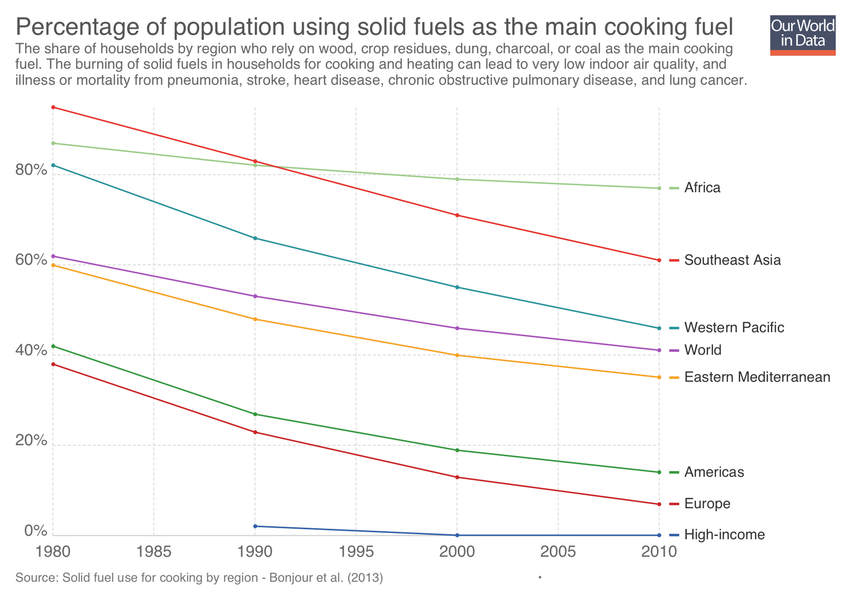 Percentage of population using solid fuels as the main cooking fuel
Our World
in Data
The share of households by region who rely on wood, crop residues, dung, charcoal, or coal as the main cooking
fuel. The burning of solid fuels in households for cooking and heating can lead to very low indoor air quality, and
illness or mortality from pneumonia, stroke, heart disease, chronic obstructive pulmonary disease, and lung cancer.
80%
Africa
60%
Southeast Asia
Western Pacific
40%
World
Eastern Mediterranean
20%
Americas
Europe
0%
High-income
1980 1985 1990 1995 2000 2005 2010
Source: Solid fuel use for cooking by region - Bonjour et al. (2013)